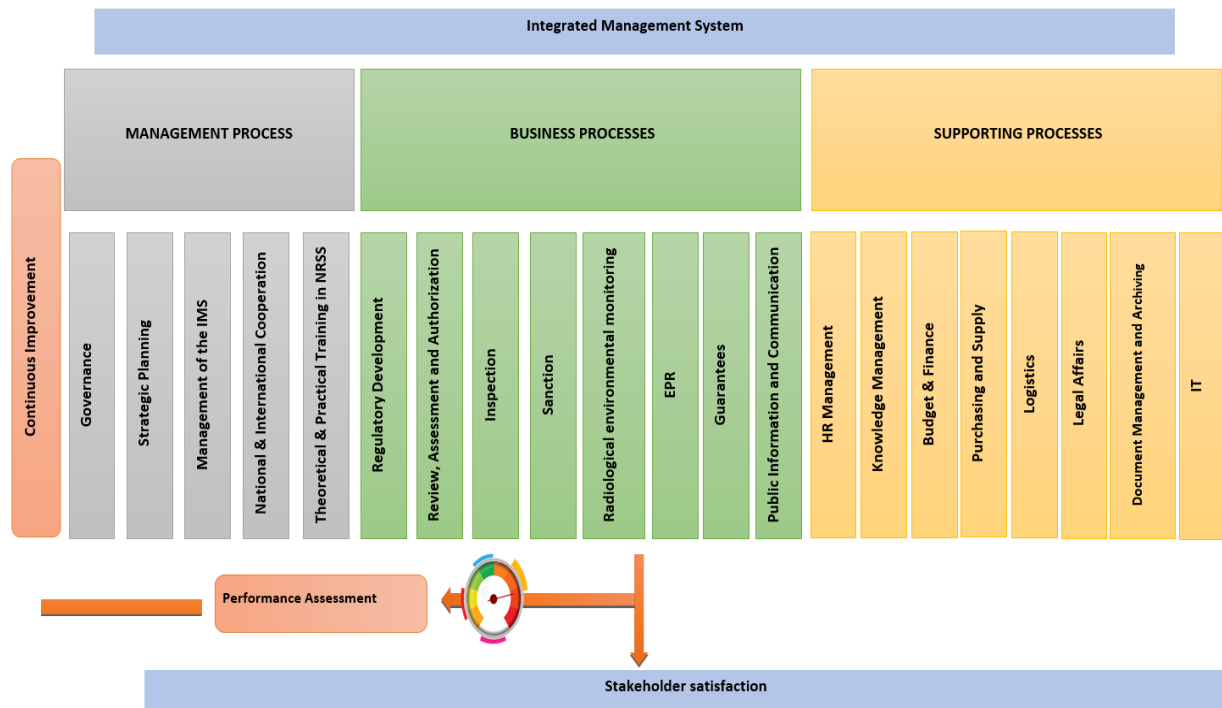 Integrated Management System
MANAGEMENT PROCESS
BUSINESS PROCESSES
SUPPORTING PROCESSES
Continuous Improvement
Governance
Strategic Planning
Management of the IMS
National & International Cooperation
Theoretical & Practical Training in NRSS
Regulatory Development
Review, Assessment and Authorization
Inspection
Sanction
Radiological environmental monitoring
EPR
Guarantees
Public Information and Communication
HR Management
Knowledge Management
Budget & Finance
Purchasing and Supply
Logistics
Legal Affairs
Document Management and Archiving
IT
Performance Assessment
Stakeholder satisfaction